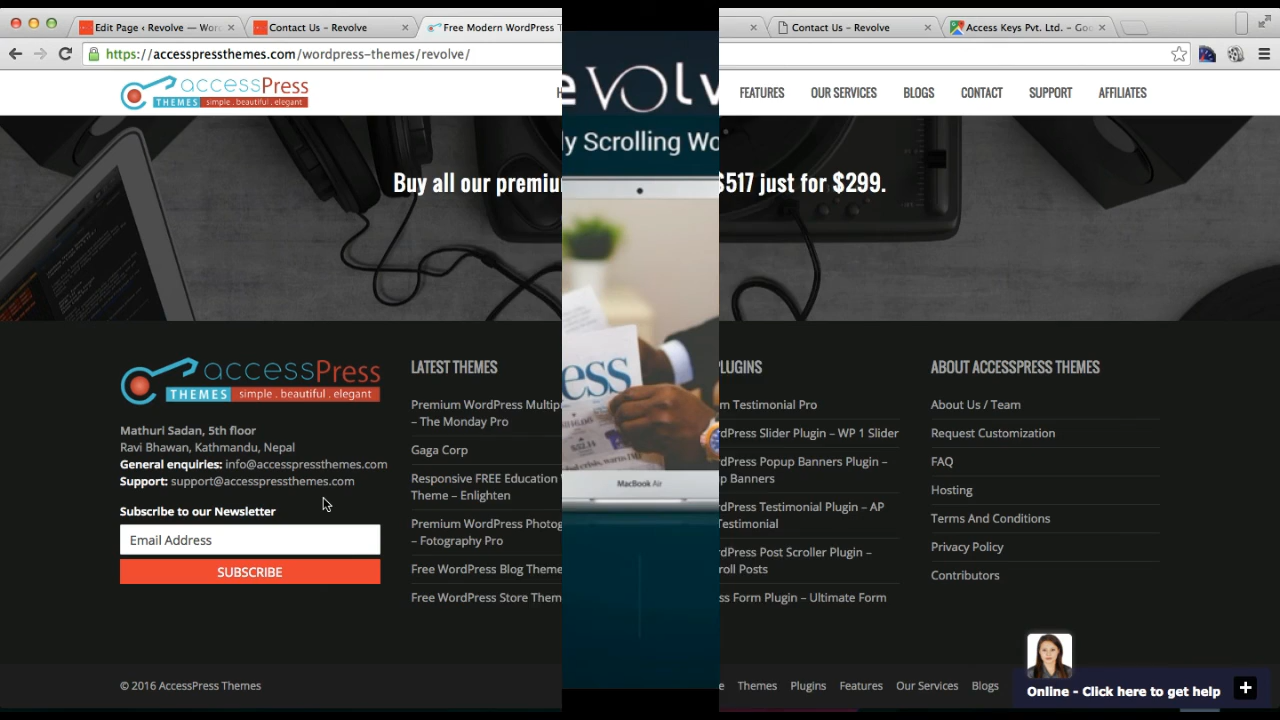 Edit Page ‹ Revolve — Wor
Contact Us – Revolve
Free Modern WordPress T
Contact Us – Revolve
Access Keys Pvt. Ltd. – Goo
https://accesspressthemes.com/wordpress-themes/revolve/
accessPress
THEMES
simple . beautiful . elegant
FEATURES
OUR SERVICES
BLOGS
CONTACT
SUPPORT
AFFILIATES
evolv
ly Scrolling Wo
Buy all our premiu
$517 just for $299.
ess
MacBook Air
accessPress
THEMES
simple . beautiful . elegant
Mathuri Sadan, 5th floor
Ravi Bhawan, Kathmandu, Nepal
General enquiries: info@accesspressthemes.com
Support: support@accesspressthemes.com
Subscribe to our Newsletter
Email Address
SUBSCRIBE
LATEST THEMES
Premium WordPress Multip
– The Monday Pro
Gaga Corp
Responsive FREE Education
Theme – Enlighten
Premium WordPress Photog
– Fotography Pro
Free WordPress Blog Theme
Free WordPress Store Them
PLUGINS
m Testimonial Pro
rdPress Slider Plugin – WP 1 Slider
rdPress Popup Banners Plugin –
p Banners
rdPress Testimonial Plugin – AP
Testimonial
rdPress Post Scroller Plugin –
roll Posts
ss Form Plugin – Ultimate Form
ABOUT ACCESSPRESS THEMES
About Us / Team
Request Customization
FAQ
Hosting
Terms And Conditions
Privacy Policy
Contributors
© 2016 AccessPress Themes
e
Themes
Plugins
Features
Our Services
Blogs
Online - Click here to get help